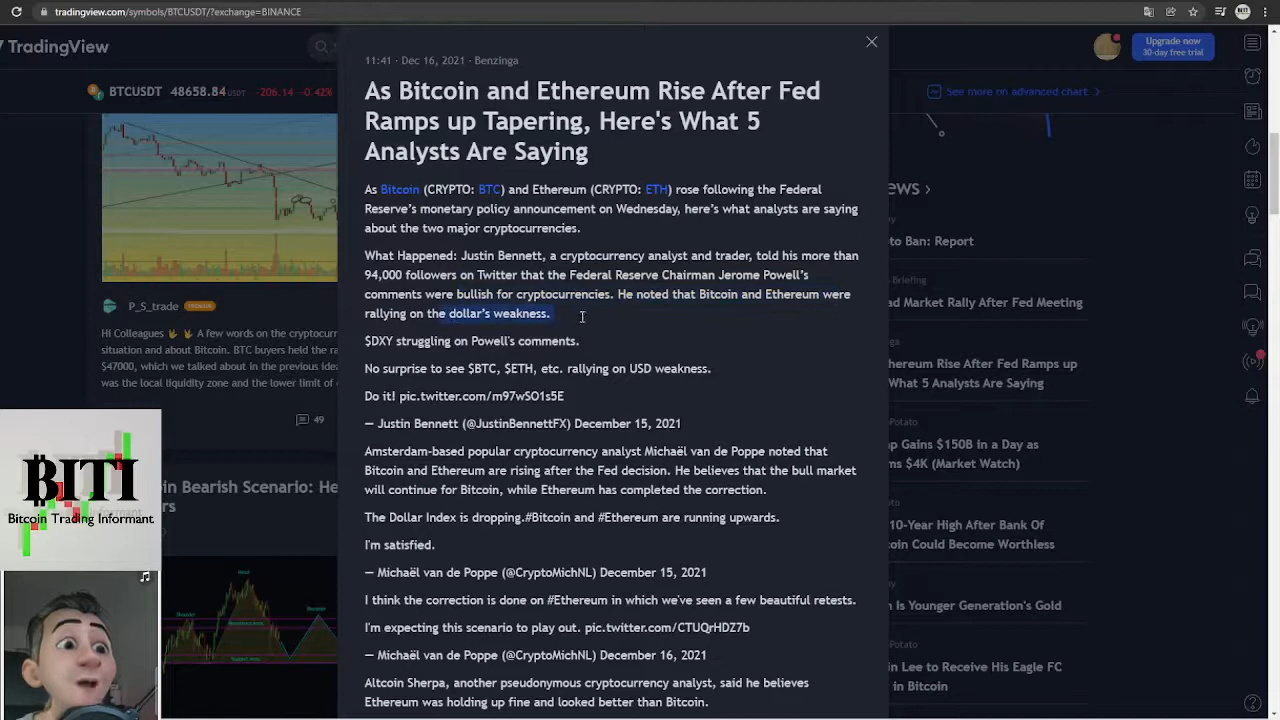 tradingview.com/symbols/BTCUSDT/?exchange=BINANCE
TradingView
Upgrade now
30-day free trial
BTCUSDT 48658.84 USDT -206.14 -0.42%
See more on advanced chart >
P_S_trade PREMIUM
Hi Colleagues A few words on the cryptocurr
situation and about Bitcoin. BTC buyers held the ra
$47000, which we talked about in the previous idea
was the local liquidity zone and the lower limit of
49
in Bearish Scenario: He
rs
11:41 · Dec 16, 2021 · Benzinga
As Bitcoin and Ethereum Rise After Fed
Ramps up Tapering, Here's What 5
Analysts Are Saying
As Bitcoin (CRYPTO: BTC) and Ethereum (CRYPTO: ETH) rose following the Federal
Reserve's monetary policy announcement on Wednesday, here's what analysts are saying
about the two major cryptocurrencies.
What Happened: Justin Bennett, a cryptocurrency analyst and trader, told his more than
94,000 followers on Twitter that the Federal Reserve Chairman Jerome Powell's
comments were bullish for cryptocurrencies. He noted that Bitcoin and Ethereum were
rallying on the dollar's weakness.
$DXY struggling on Powell's comments.
No surprise to see $BTC, $ETH, etc. rallying on USD weakness.
Do it! pic.twitter.com/m97wSO1s5E
— Justin Bennett (@JustinBennettFX) December 15, 2021
Amsterdam-based popular cryptocurrency analyst Michaël van de Poppe noted that
Bitcoin and Ethereum are rising after the Fed decision. He believes that the bull market
will continue for Bitcoin, while Ethereum has completed the correction.
The Dollar Index is dropping.#Bitcoin and #Ethereum are running upwards.
I'm satisfied.
— Michaël van de Poppe (@CryptoMichNL) December 15, 2021
I think the correction is done on #Ethereum in which we've seen a few beautiful retests.
I'm expecting this scenario to play out. pic.twitter.com/CTUQrHDZ7b
— Michaël van de Poppe (@CryptoMichNL) December 16, 2021
Altcoin Sherpa, another pseudonymous cryptocurrency analyst, said he believes
Ethereum was holding up fine and looked better than Bitcoin.
ews >
ay
to Ban: Report
Briefing
ad Market Rally After Fed Meeting
ga
hereum Rise After Fed Ramps up
What 5 Analysts Are Saying
Potato
p Gains $150B in a Day as
ms $4K (Market Watch)
to
10-Year High After Bank Of
coin Could Become Worthless
ay
n Is Younger Generation's Gold
Potato
n Lee to Receive His Eagle FC
in Bitcoin
BITI
Bitcoin Trading Informant